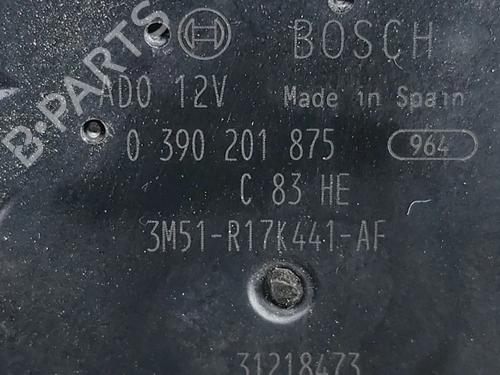 BOSCH
ADO 12V
Made in Spain
0 390 201 875
964
C 83 HE
3M51-R17K441-AF
31218473
B-PARTS